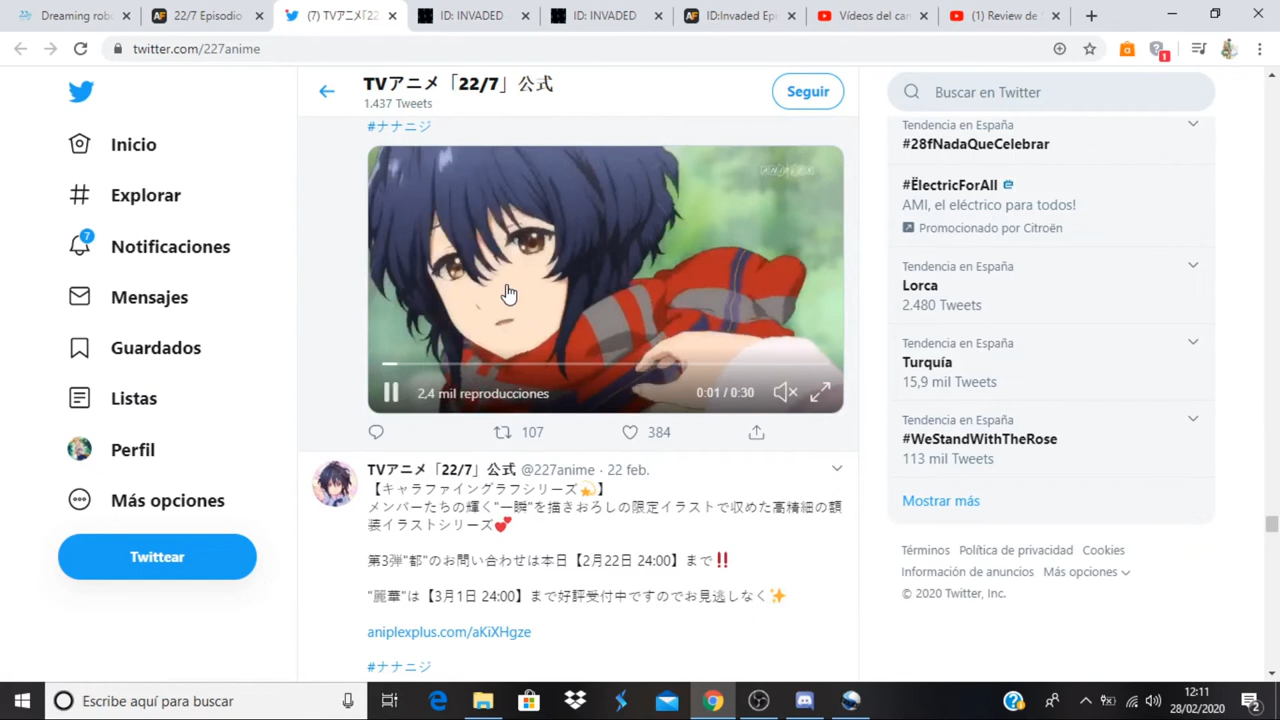 Dreaming robo
22/7 Episodio
(7) TVアニメ「22
ID: INVADED
ID: INVADED
ID:Invaded Ep
Vídeos del can
(1) Review de
twitter.com/227anime
1
TVアニメ「22/7」公式
1.437 Tweets
Seguir
Buscar en Twitter
Inicio
Explorar
7
Notificaciones
Mensajes
Guardados
Listas
Perfil
Más opciones
Twittear
#ナナニジ
2,4 mil reproducciones
0:01 / 0:30
107
384
TVアニメ「22/7」公式 @227anime · 22 feb.
【キャラファイングラフシリーズ💫】
メンバーたちの輝く"一瞬"を描きおろしの限定イラストで収めた高精細の額
装イラストシリーズ💕
第3弾"都"のお問い合わせは本日【2月22日 24:00】まで‼️
"麗華"は【3月1日 24:00】まで好評受付中ですのでお見逃しなく✨
aniplexplus.com/aKiXHgze
#ナナニジ
Tendencia en España
#28fNadaQueCelebrar
#ËlectricForAll
AMI, el eléctrico para todos!
Promocionado por Citroën
Tendencia en España
Lorca
2.480 Tweets
Tendencia en España
Turquía
15,9 mil Tweets
Tendencia en España
#WeStandWithTheRose
113 mil Tweets
Mostrar más
Términos Política de privacidad Cookies
Información de anuncios Más opciones
© 2020 Twitter, Inc.
Escribe aquí para buscar
12:11
28/02/2020
2